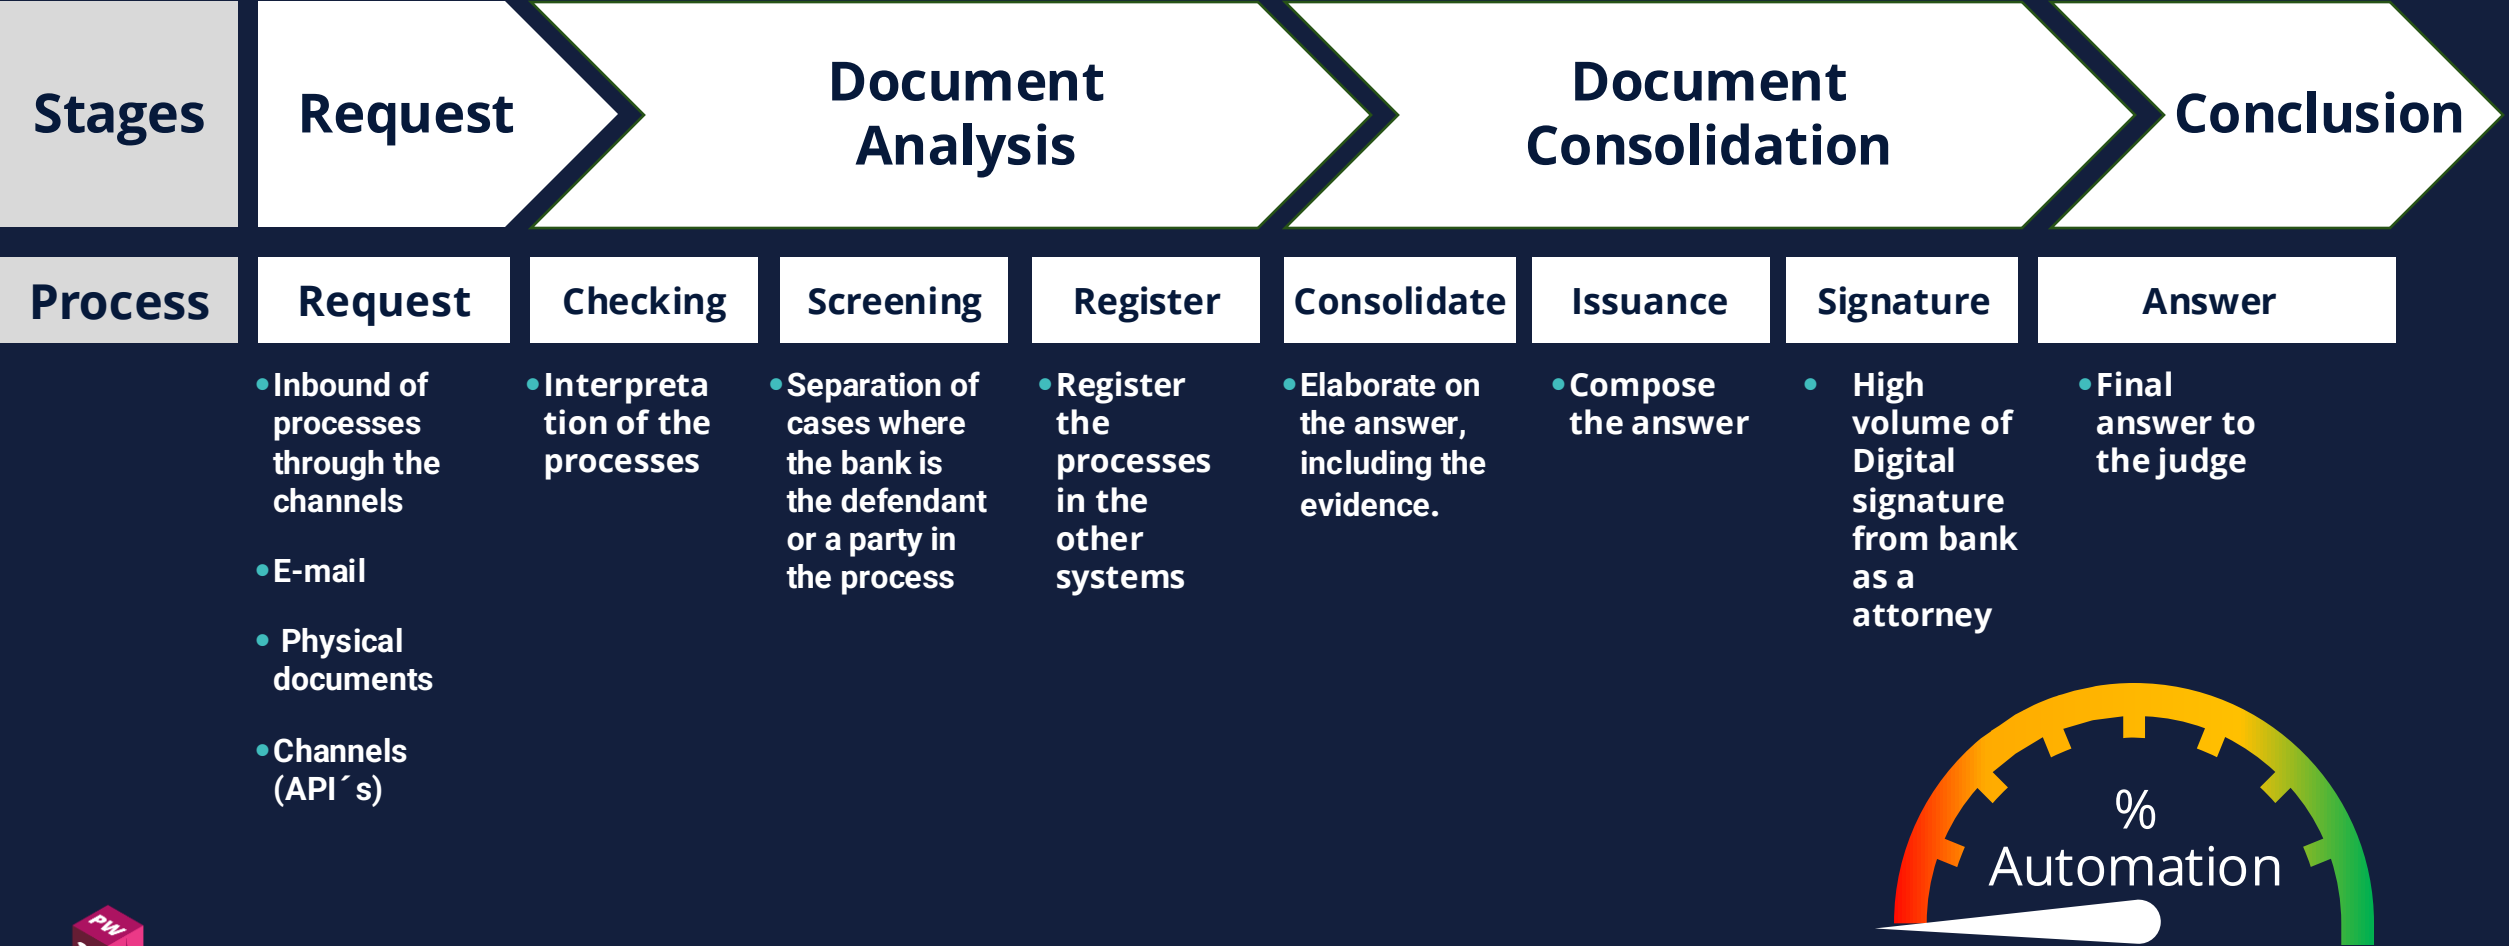 Stages
Request
Document
Analysis
Document
Consolidation
Conclusion
Process
Request
Checking
Screening
Register
Consolidate
Issuance
Signature
Answer
•Inbound of
processes
through the
channels
•E-mail
• Physical
documents
•Channels
(API´s)
•Interpreta
tion of the
processes
•Separation of
cases where
the bank is
the defendant
or a party in
the process
•Register
the
processes
in the
other
systems
•Elaborate on
the answer,
including the
evidence.
•Compose
the answer
• High
volume of
Digital
signature
from bank
as a
attorney
•Final
answer to
the judge
%
Automation
PW